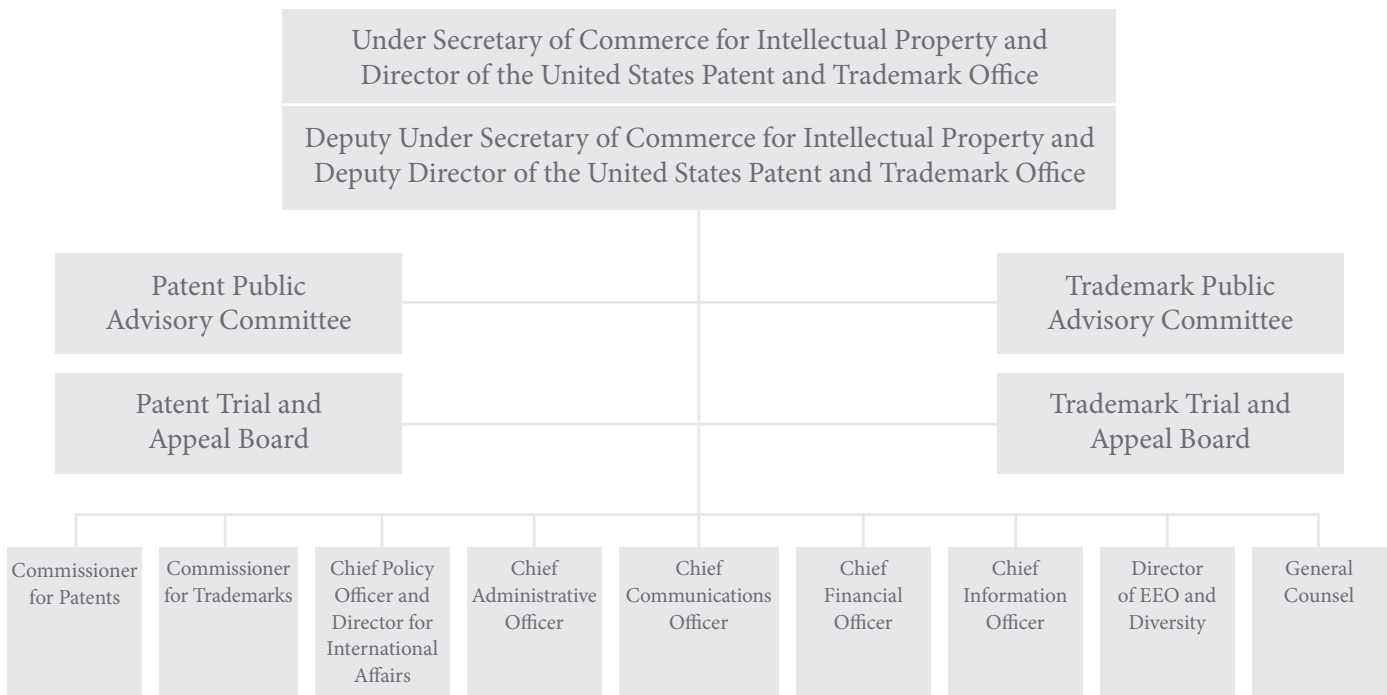 Under Secretary of Commerce for Intellectual Property and
Director of the United States Patent and Trademark Office
Deputy Under Secretary of Commerce for Intellectual Property and
Deputy Director of the United States Patent and Trademark Office
Patent Public
Advisory Committee
Trademark Public
Advisory Committee
Patent Trial and
Appeal Board
Trademark Trial and
Appeal Board
Commissioner
for Patents
Commissioner
for Trademarks
Chief Policy
Officer and
Director for
International
Affairs
Chief
Administrative
Officer
Chief
Communications
Officer
Chief
Financial
Officer
Chief
Information
Officer
Director
of EEO and
Diversity
General
Counsel